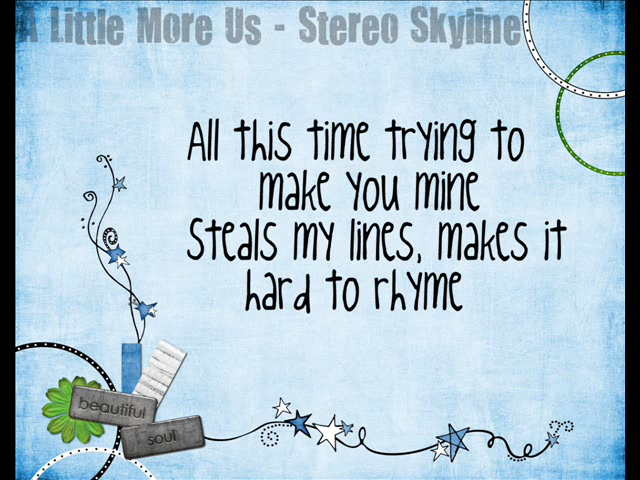 A Little More Us - Stereo Skyline
All this time trying to
make you mine
Steals my lines, makes it
hard to rhyme
beautiful
soul